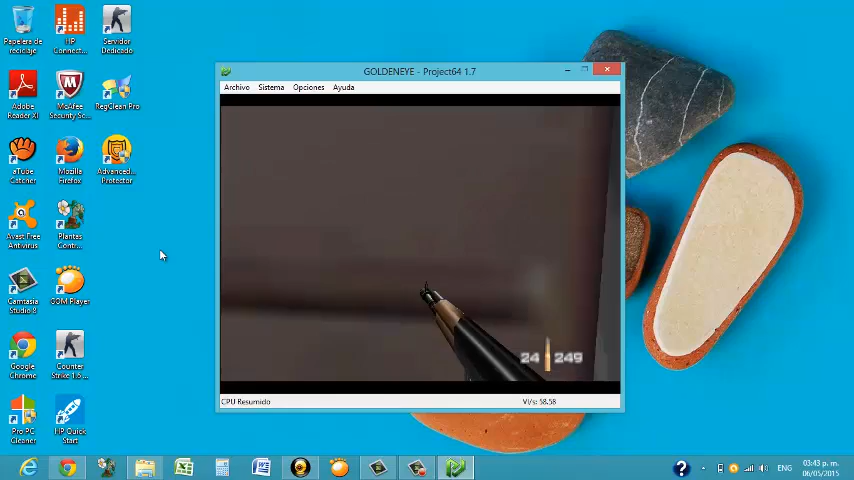 GOLDENEYE - Project64 1.7
Archivo Sistema Opciones Ayuda
24 249
CPU Resumido
VI/s: 58.58
Papelera de
reciclaje
HP
Connect...
Servidor
Dedicado
Adobe
Reader XI
McAfee
Security Se...
RegClean Pro
aTube
Catcher
Mozilla
Firefox
Advanced...
Protector
Avast Free
Antivirus
Plantas
Contr...
Camtasia
Studio 8
GOM Player
Google
Chrome
Counter
Strike 1.6 ...
Pro PC
Cleaner
HP Quick
Start
ENG
03:43 p. m.
06/05/2015